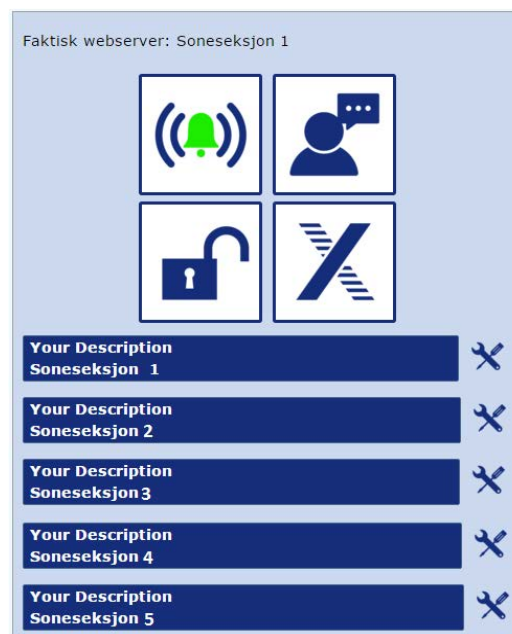 Faktisk webserver: Soneseksjon 1
Your Description
Soneseksjon 1
Your Description
Soneseksjon 2
Your Description
Soneseksjon 3
Your Description
Soneseksjon 4
Your Description
Soneseksjon 5